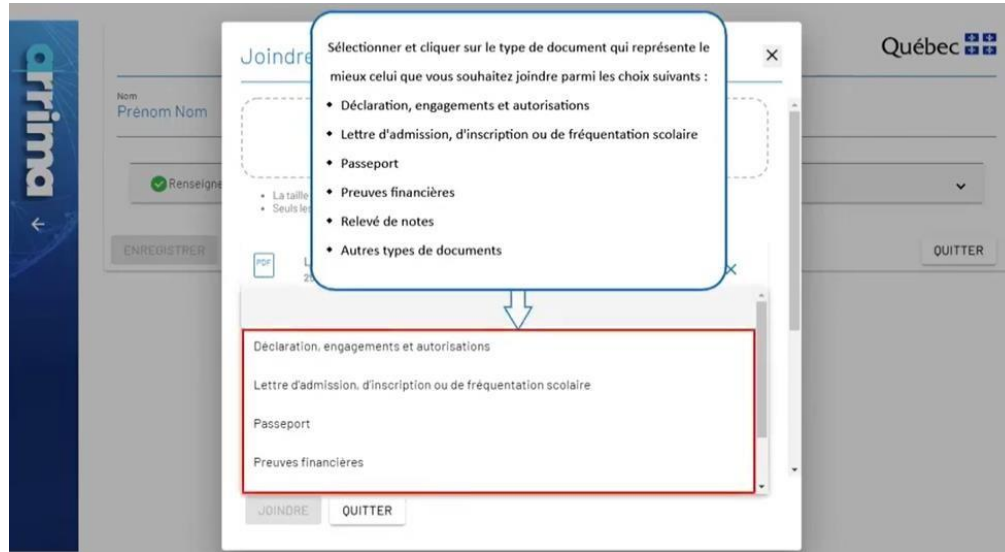 arrima
Québec
Nom
Prénom Nom
Renseigne
ENREGISTRER
QUITTER
Joindre
Sélectionner et cliquer sur le type de document qui représente le
mieux celui que vous souhaitez joindre parmi les choix suivants :
• Déclaration, engagements et autorisations
• Lettre d'admission, d'inscription ou de fréquentation scolaire
• Passeport
• Preuves financières
• Relevé de notes
• Autres types de documents
• La taille
• Seuls les
PDF
Déclaration, engagements et autorisations
Lettre d'admission, d'inscription ou de fréquentation scolaire
Passeport
Preuves financières
JOINDRE
QUITTER